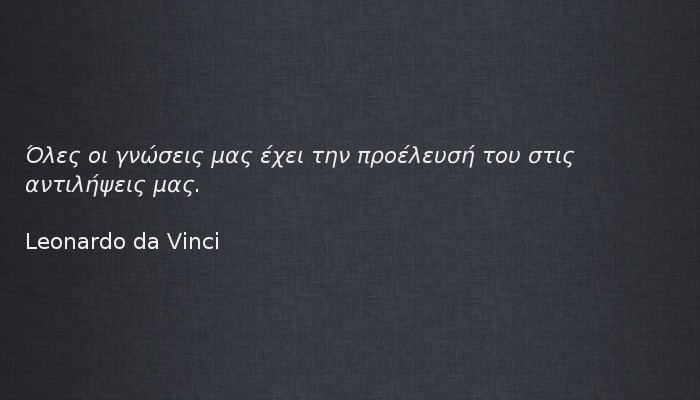 Όλες οι γνώσεις μας έχει την προέλευσή του στις
αντιλήψεις μας.
Leonardo da Vinci